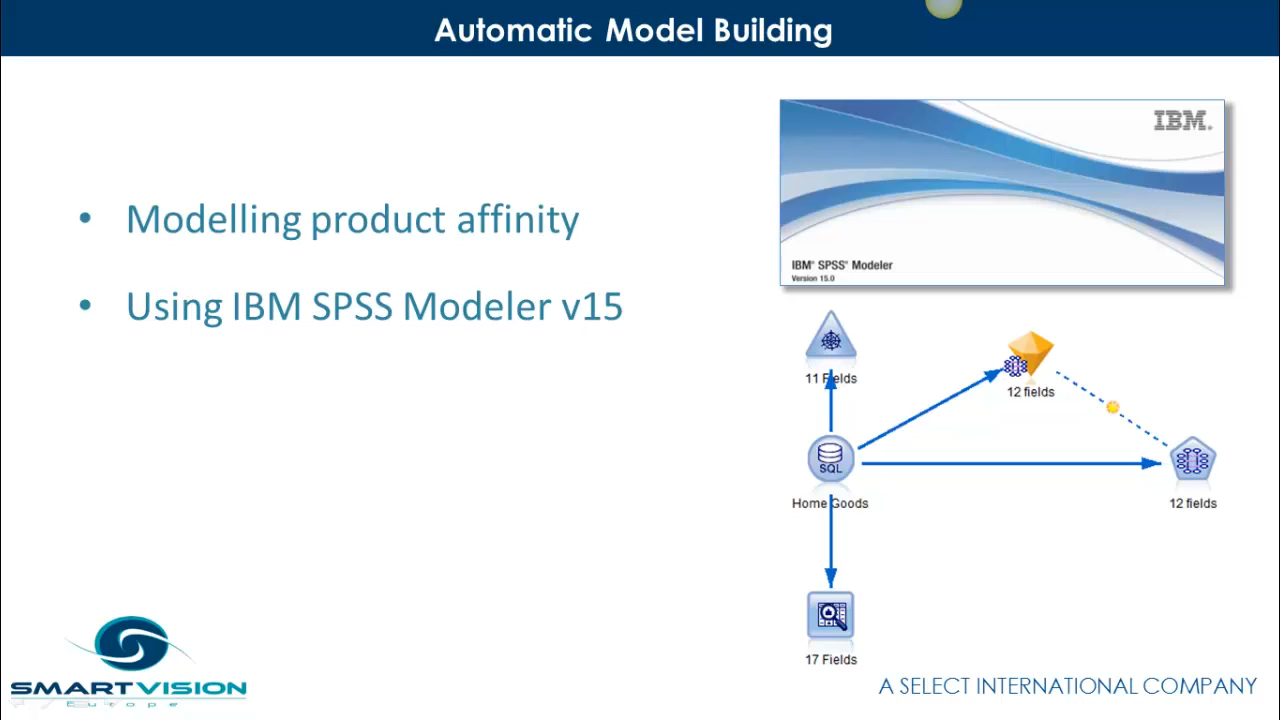 Automatic Model Building
• Modelling product affinity
• Using IBM SPSS Modeler v15
IBM®
IBM® SPSS® Modeler
Version 15.0
11 Fields
12 fields
SQL
Home Goods
12 fields
17 Fields
SMARTVISION
Europe
A SELECT INTERNATIONAL COMPANY